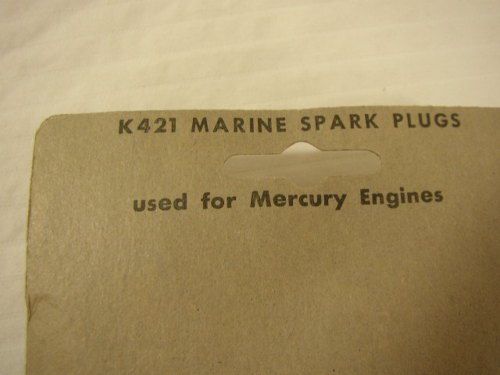 K421 MARINE SPARK PLUGS
used for Mercury Engines